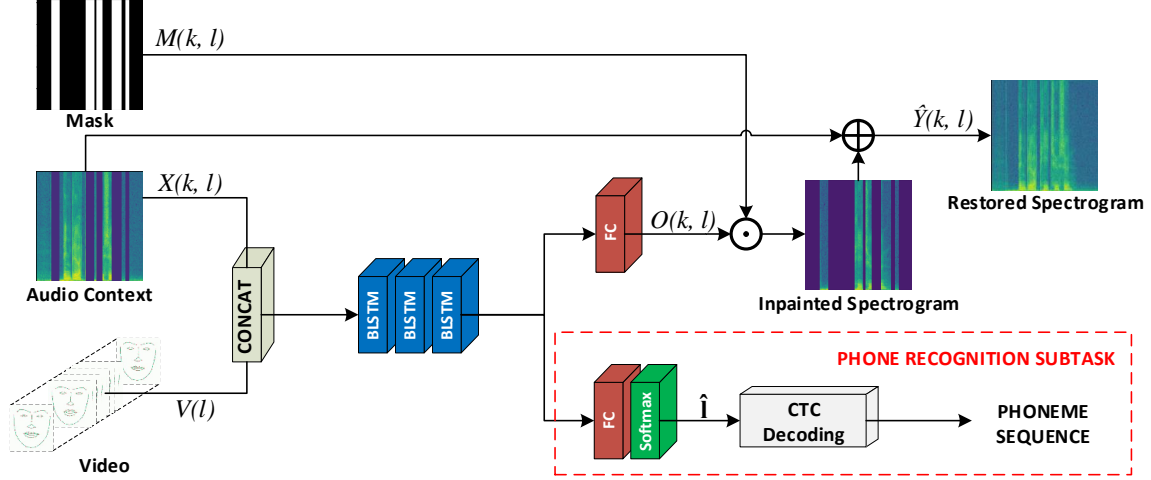 M(k, l)
Mask
Ŷ(k, l)
X(k, l)
Restored Spectrogram
FC
O(k, l)
Audio Context
CONCAT
BLSTM
BLSTM
BLSTM
Inpainted Spectrogram
PHONE RECOGNITION SUBTASK
V(l)
FC
Softmax
l̂
CTC
Decoding
PHONEME
SEQUENCE
Video